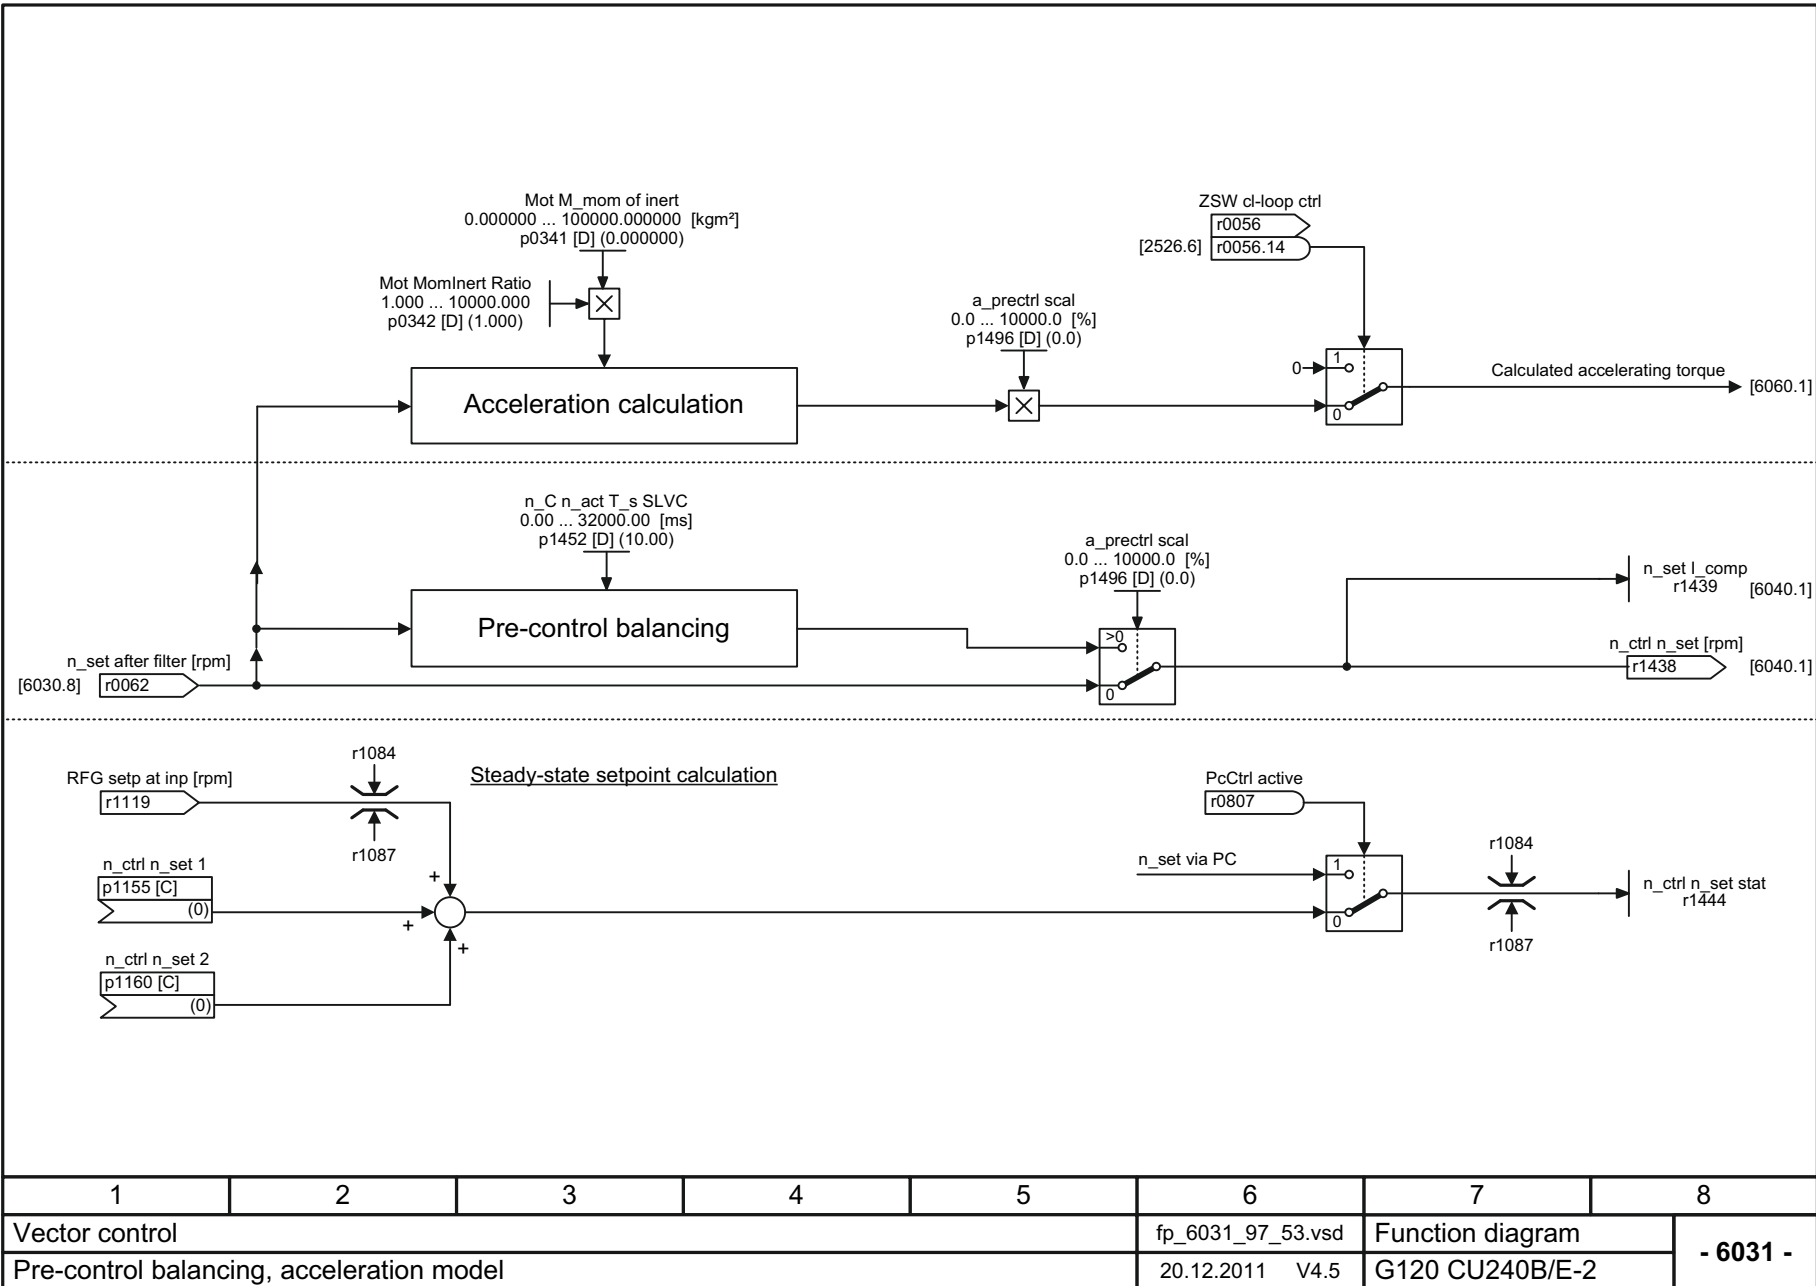 Mot M_mom of inert
0.000000 ... 100000.000000 [kgm²]
p0341 [D] (0.000000)
Mot MomInert Ratio
1.000 ... 10000.000
p0342 [D] (1.000)
ZSW cl-loop ctrl
r0056
[2526.6] r0056.14
a_prectrl scal
0.0 ... 10000.0 [%]
p1496 [D] (0.0)
Acceleration calculation
0
1
0
Calculated accelerating torque
[6060.1]
n_C n_act T_s SLVC
0.00 ... 32000.00 [ms]
p1452 [D] (10.00)
Pre-control balancing
a_prectrl scal
0.0 ... 10000.0 [%]
p1496 [D] (0.0)
>0
0
n_set I_comp
r1439 [6040.1]
n_ctrl n_set [rpm]
r1438 [6040.1]
n_set after filter [rpm]
[6030.8] r0062
Steady-state setpoint calculation
RFG setp at inp [rpm]
r1119
r1084
r1087
n_ctrl n_set 1
p1155 [C]
(0)
+
+
+
n_ctrl n_set 2
p1160 [C]
(0)
PcCtrl active
r0807
n_set via PC
1
0
r1084
r1087
n_ctrl n_set stat
r1444
1 2 3 4 5 6 7 8
Vector control fp_6031_97_53.vsd Function diagram
- 6031 -
Pre-control balancing, acceleration model 20.12.2011 V4.5 G120 CU240B/E-2